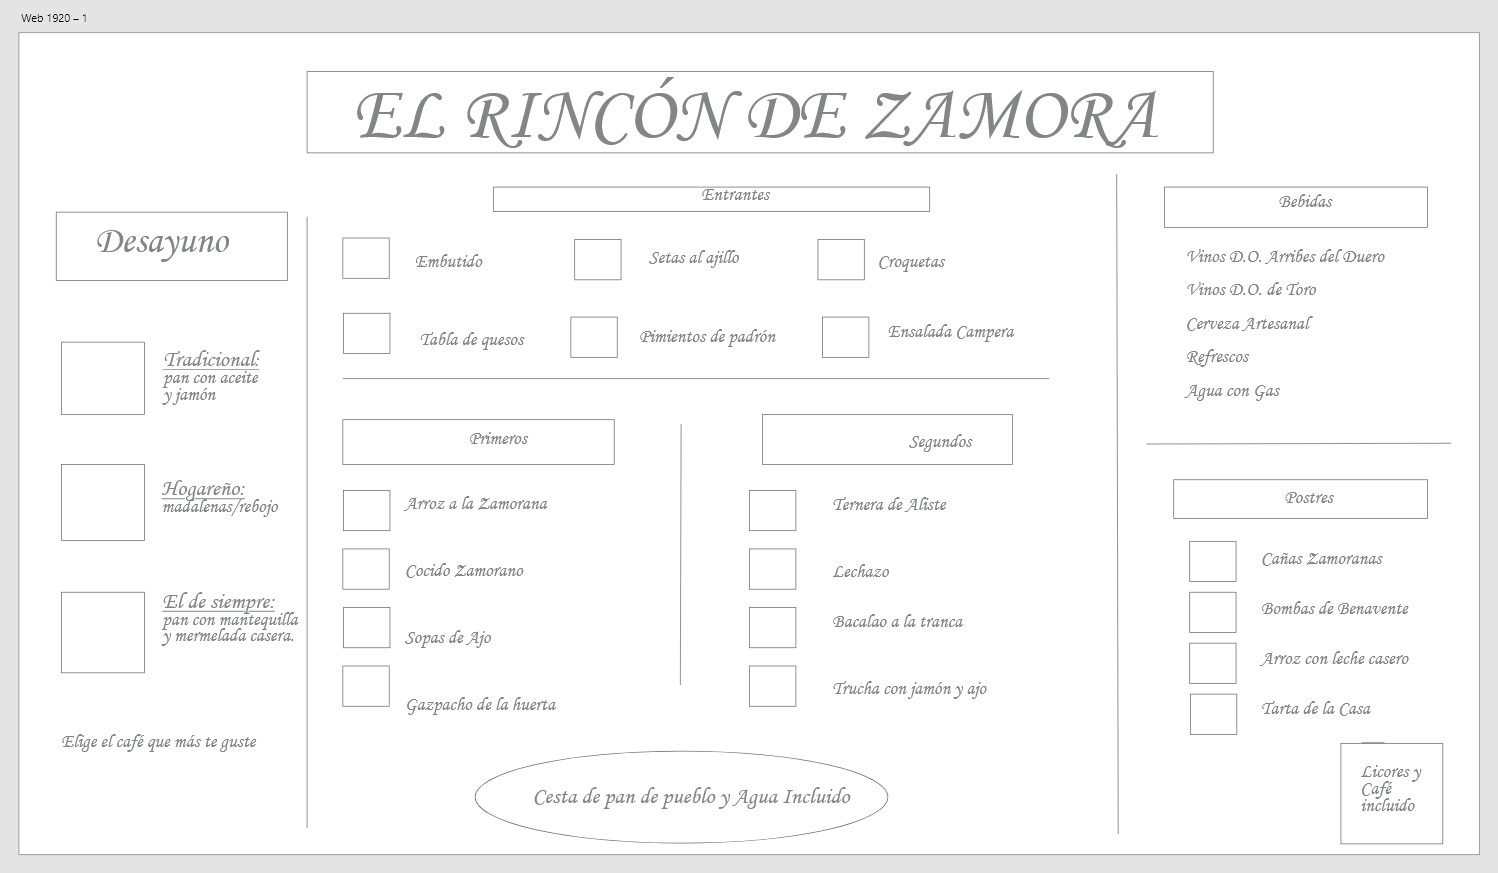 Web 1920 – 1
EL RINCÓN DE ZAMORA
Desayuno
Tradicional:
pan con aceite
y jamón
Hogareño:
madalenas/rebojo
El de siempre:
pan con mantequilla
y mermelada casera.
Elige el café que más te guste
Entrantes
Embutido
Setas al ajillo
Croquetas
Tabla de quesos
Pimientos de padrón
Ensalada Campera
Primeros
Arroz a la Zamorana
Cocido Zamorano
Sopas de Ajo
Gazpacho de la huerta
Segundos
Ternera de Aliste
Lechazo
Bacalao a la tranca
Trucha con jamón y ajo
Cesta de pan de pueblo y Agua Incluido
Bebidas
Vinos D.O. Arribes del Duero
Vinos D.O. de Toro
Cerveza Artesanal
Refrescos
Agua con Gas
Postres
Cañas Zamoranas
Bombas de Benavente
Arroz con leche casero
Tarta de la Casa
Licores y
Café
incluido